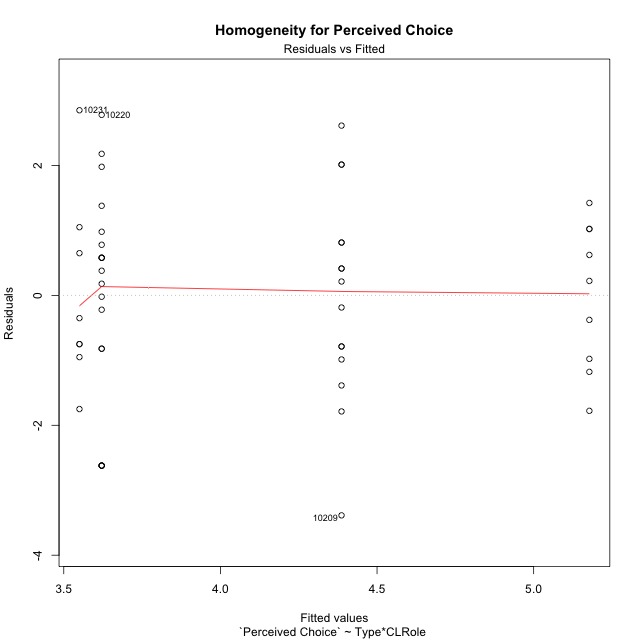 Homogeneity for Perceived Choice
Residuals vs Fitted
10231
10220
10209
2
0
-2
-4
Residuals
3.5 4.0 4.5 5.0
Fitted values
`Perceived Choice` ~ Type*CLRole